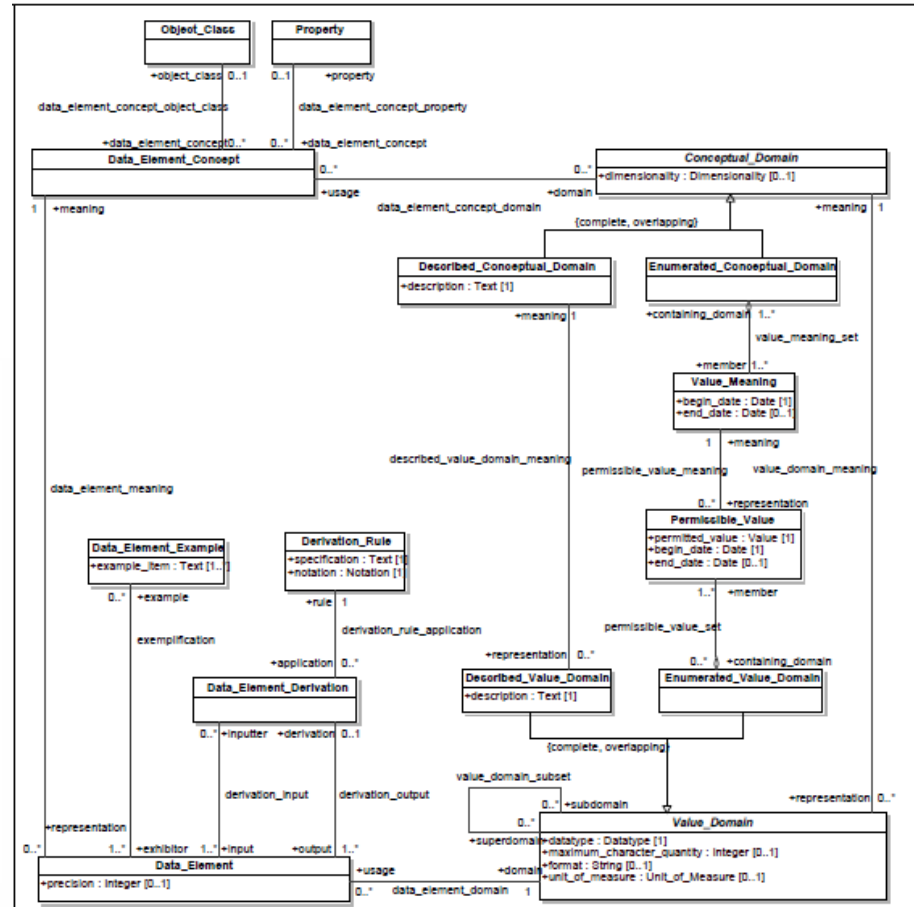 Object_Class
Property
+object_class 0..1
0..1 +property
data_element_concept_object_class
data_element_concept_property
+data_element_concept0..*
0..* +data_element_concept
Data_Element_Concept
Conceptual_Domain
+dimensionality : Dimensionality [0..1]
0..*
0..*
+usage
+domain
data_element_concept_domain
1 +meaning
+meaning 1
{complete, overlapping}
Described_Conceptual_Domain
+description : Text [1]
Enumerated_Conceptual_Domain
+meaning 1
+containing_domain 1..*
value_meaning_set
+member 1..*
Value_Meaning
+begin_date : Date [1]
+end_date : Date [0..1]
1 +meaning
described_value_domain_meaning
permissible_value_meaning
value_domain_meaning
data_element_meaning
0..* +representation
Data_Element_Example
+example_item : Text [1..*]
Derivation_Rule
+specification : Text [1]
+notation : Notation [1]
Permissible_Value
+permitted_value : Value [1]
+begin_date : Date [1]
+end_date : Date [0..1]
0..* +example
+rule 1
1..* +member
exemplification
derivation_rule_application
permissible_value_set
+application 0..*
+representation 0..*
0..* +containing_domain
Data_Element_Derivation
Described_Value_Domain
+description : Text [1]
Enumerated_Value_Domain
0..* +inputter +derivation 0..1
{complete, overlapping}
value_domain_subset
derivation_input
derivation_output
0..* +subdomain
+representation 0..*
0..*
+superdomain
+representation
0..* 1..* +exhibitor 1..* +input +output 1..*
Value_Domain
+datatype : Datatype [1]
+maximum_character_quantity : Integer [0..1]
+format : String [0..1]
+unit_of_measure : Unit_of_Measure [0..1]
Data_Element
+precision : Integer [0..1]
+usage
+domain
0..* data_element_domain 1